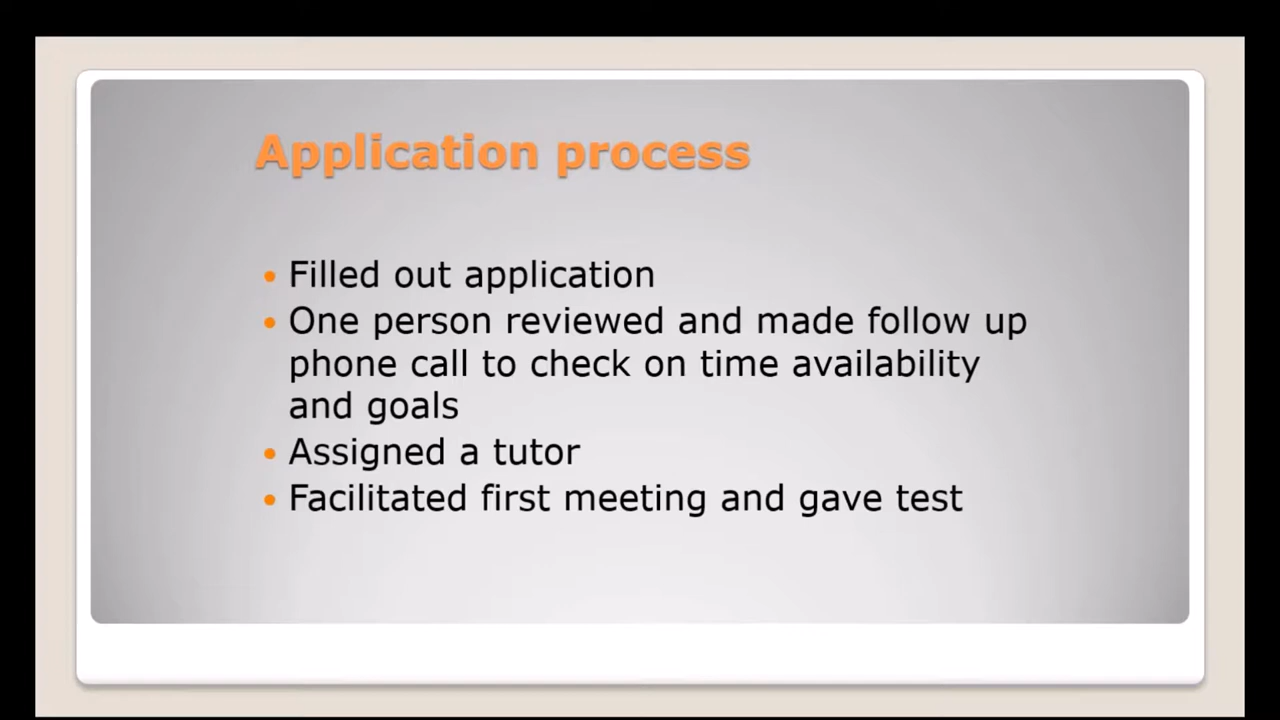 Application process
• Filled out application
• One person reviewed and made follow up
phone call to check on time availability
and goals
• Assigned a tutor
• Facilitated first meeting and gave test